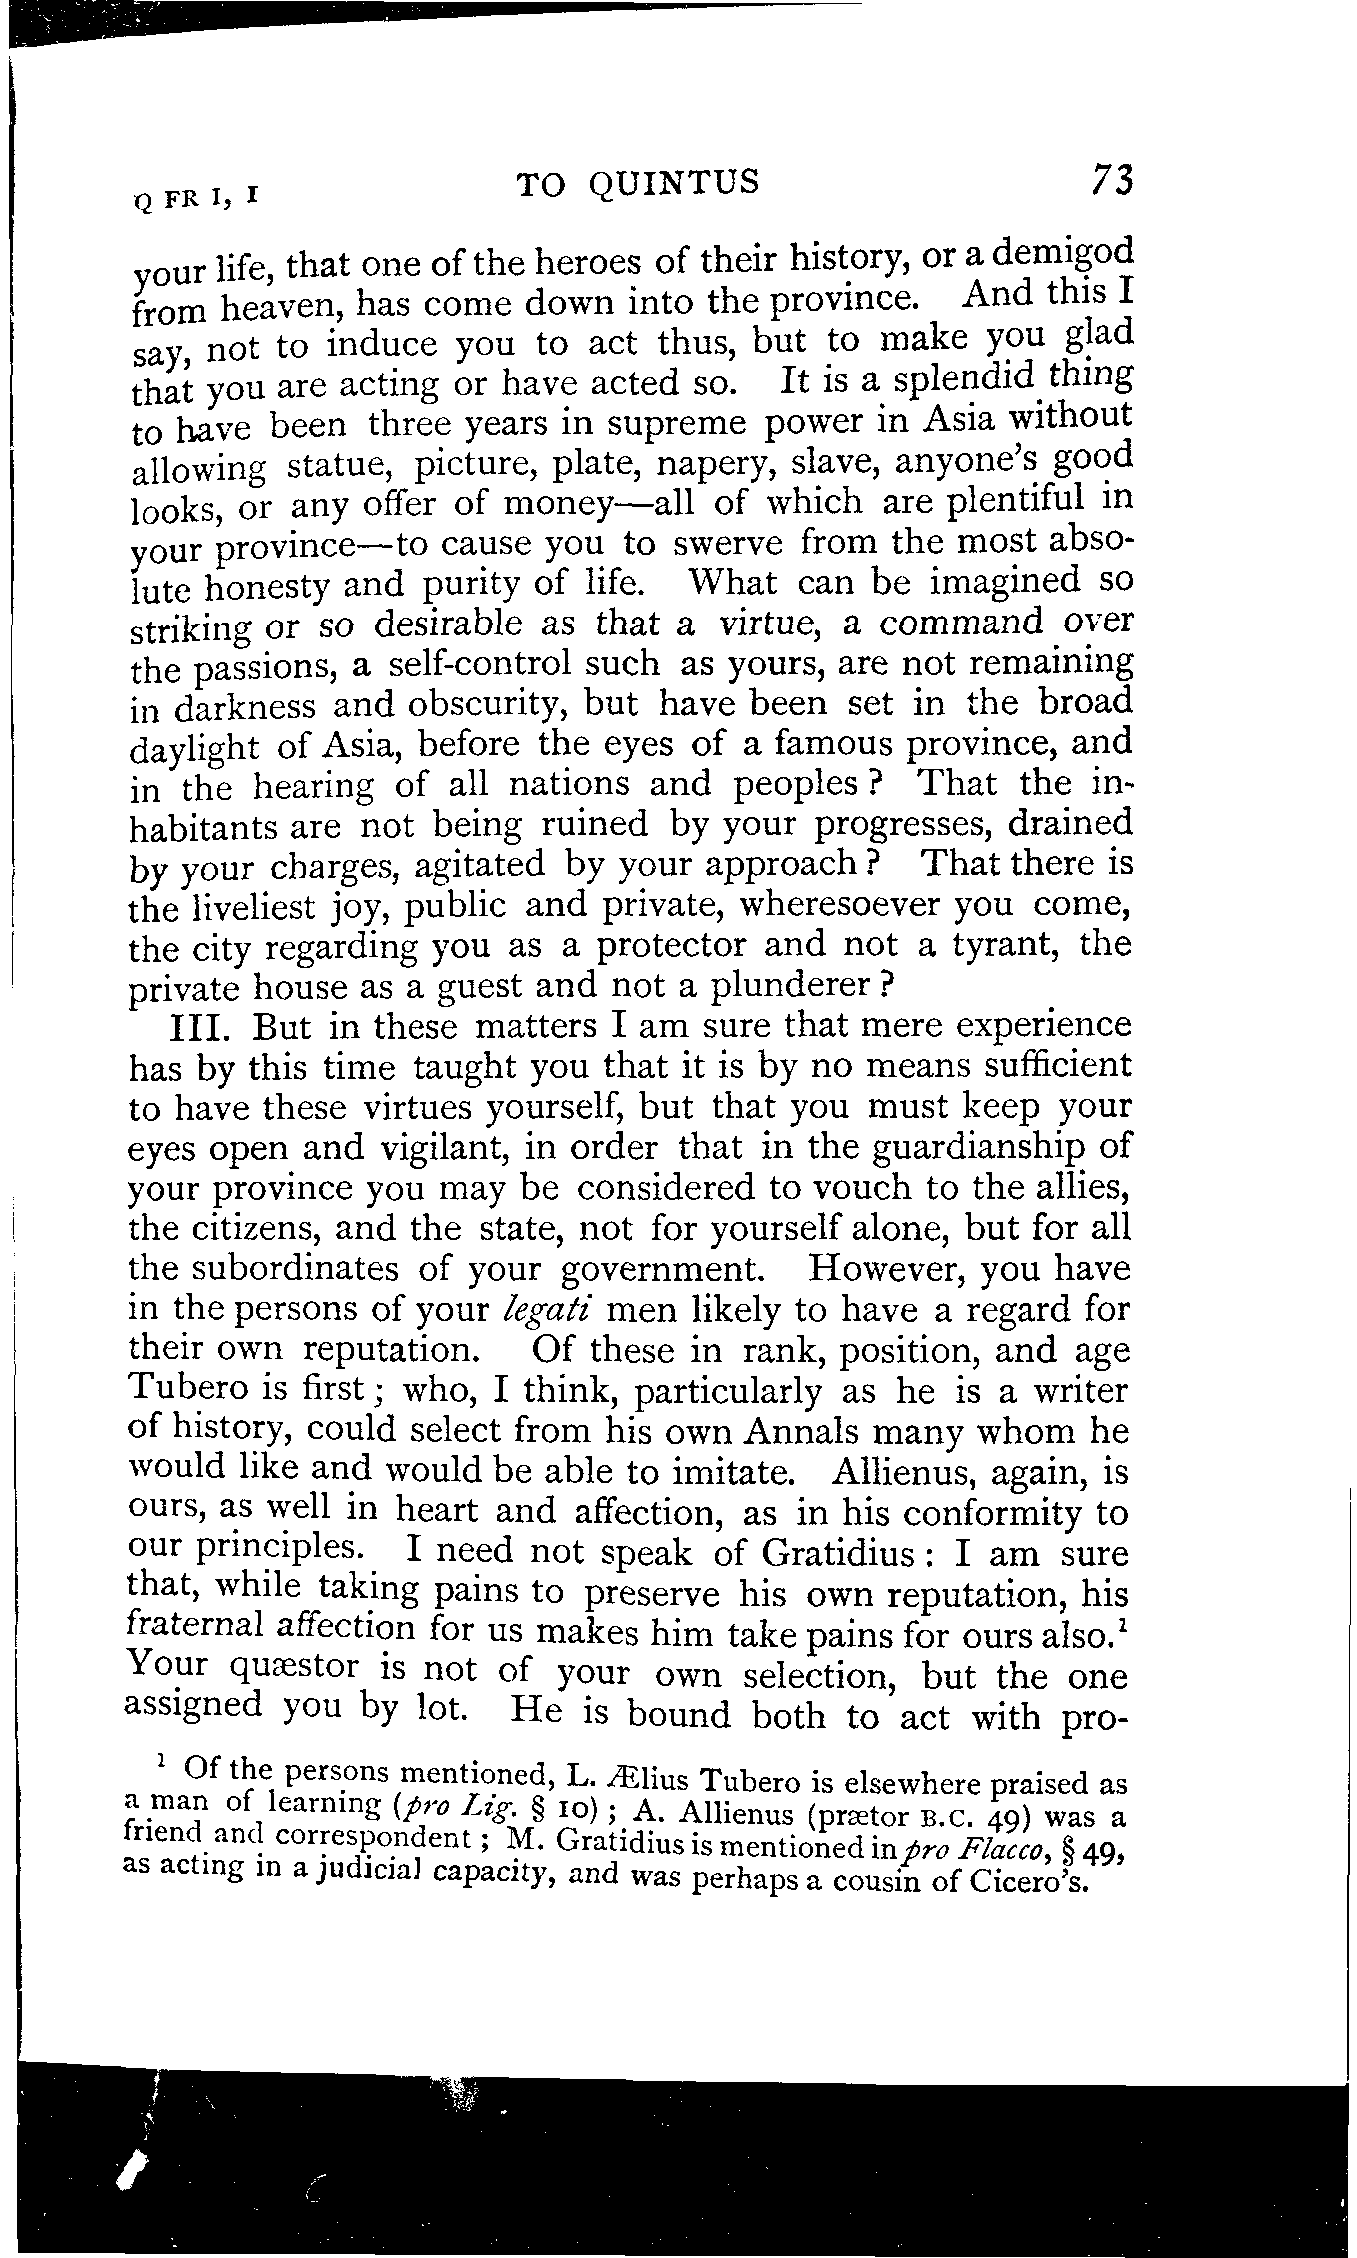 Q FR I, I TO QUINTUS 73
your life, that one of the heroes of their history, or a demigod
from heaven, has come down into the province. And this I
say, not to induce you to act thus, but to make you glad
that you are acting or have acted so. It is a splendid thing
to have been three years in supreme power in Asia without
allowing statue, picture, plate, napery, slave, anyone's good
looks, or any offer of money—all of which are plentiful in
your province—to cause you to swerve from the most abso-
lute honesty and purity of life. What can be imagined so
striking or so desirable as that a virtue, a command over
the passions, a self-control such as yours, are not remaining
in darkness and obscurity, but have been set in the broad
daylight of Asia, before the eyes of a famous province, and
in the hearing of all nations and peoples? That the in-
habitants are not being ruined by your progresses, drained
by your charges, agitated by your approach? That there is
the liveliest joy, public and private, wheresoever you come,
the city regarding you as a protector and not a tyrant, the
private house as a guest and not a plunderer?
III. But in these matters I am sure that mere experience
has by this time taught you that it is by no means sufficient
to have these virtues yourself, but that you must keep your
eyes open and vigilant, in order that in the guardianship of
your province you may be considered to vouch to the allies,
the citizens, and the state, not for yourself alone, but for all
the subordinates of your government. However, you have
in the persons of your legati men likely to have a regard for
their own reputation. Of these in rank, position, and age
Tubero is first; who, I think, particularly as he is a writer
of history, could select from his own Annals many whom he
would like and would be able to imitate. Allienus, again, is
ours, as well in heart and affection, as in his conformity to
our principles. I need not speak of Gratidius: I am sure
that, while taking pains to preserve his own reputation, his
fraternal affection for us makes him take pains for ours also.¹
Your quæstor is not of your own selection, but the one
assigned you by lot. He is bound both to act with pro-
¹ Of the persons mentioned, L. Ælius Tubero is elsewhere praised as
a man of learning (pro Lig. § 10); A. Allienus (prætor B.C. 49) was a
friend and correspondent; M. Gratidius is mentioned in pro Flacco, § 49,
as acting in a judicial capacity, and was perhaps a cousin of Cicero's.